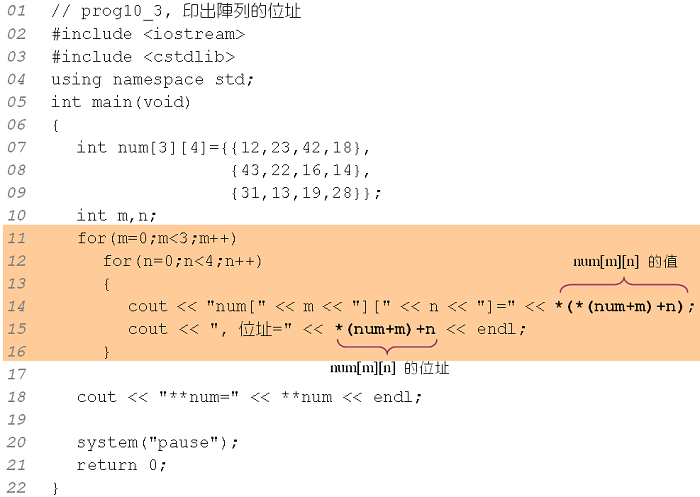 01 // prog10_3, 印出陣列的位址
02 #include <iostream>
03 #include <cstdlib>
04 using namespace std;
05 int main(void)
06 {
07 int num[3][4]={{12,23,42,18},
08 {43,22,16,14},
09 {31,13,19,28}};
10 int m,n;
11 for(m=0;m<3;m++)
12 for(n=0;n<4;n++)
num[m][n] 的值
13 {
14 cout << "num[" << m << "][" << n << "]=" << *(*(num+m)+n);
15 cout << ", 位址=" << *(num+m)+n << endl;
16 }
num[m][n] 的位址
17
18 cout << "**num=" << **num << endl;
19
20 system("pause");
21 return 0;
22 }